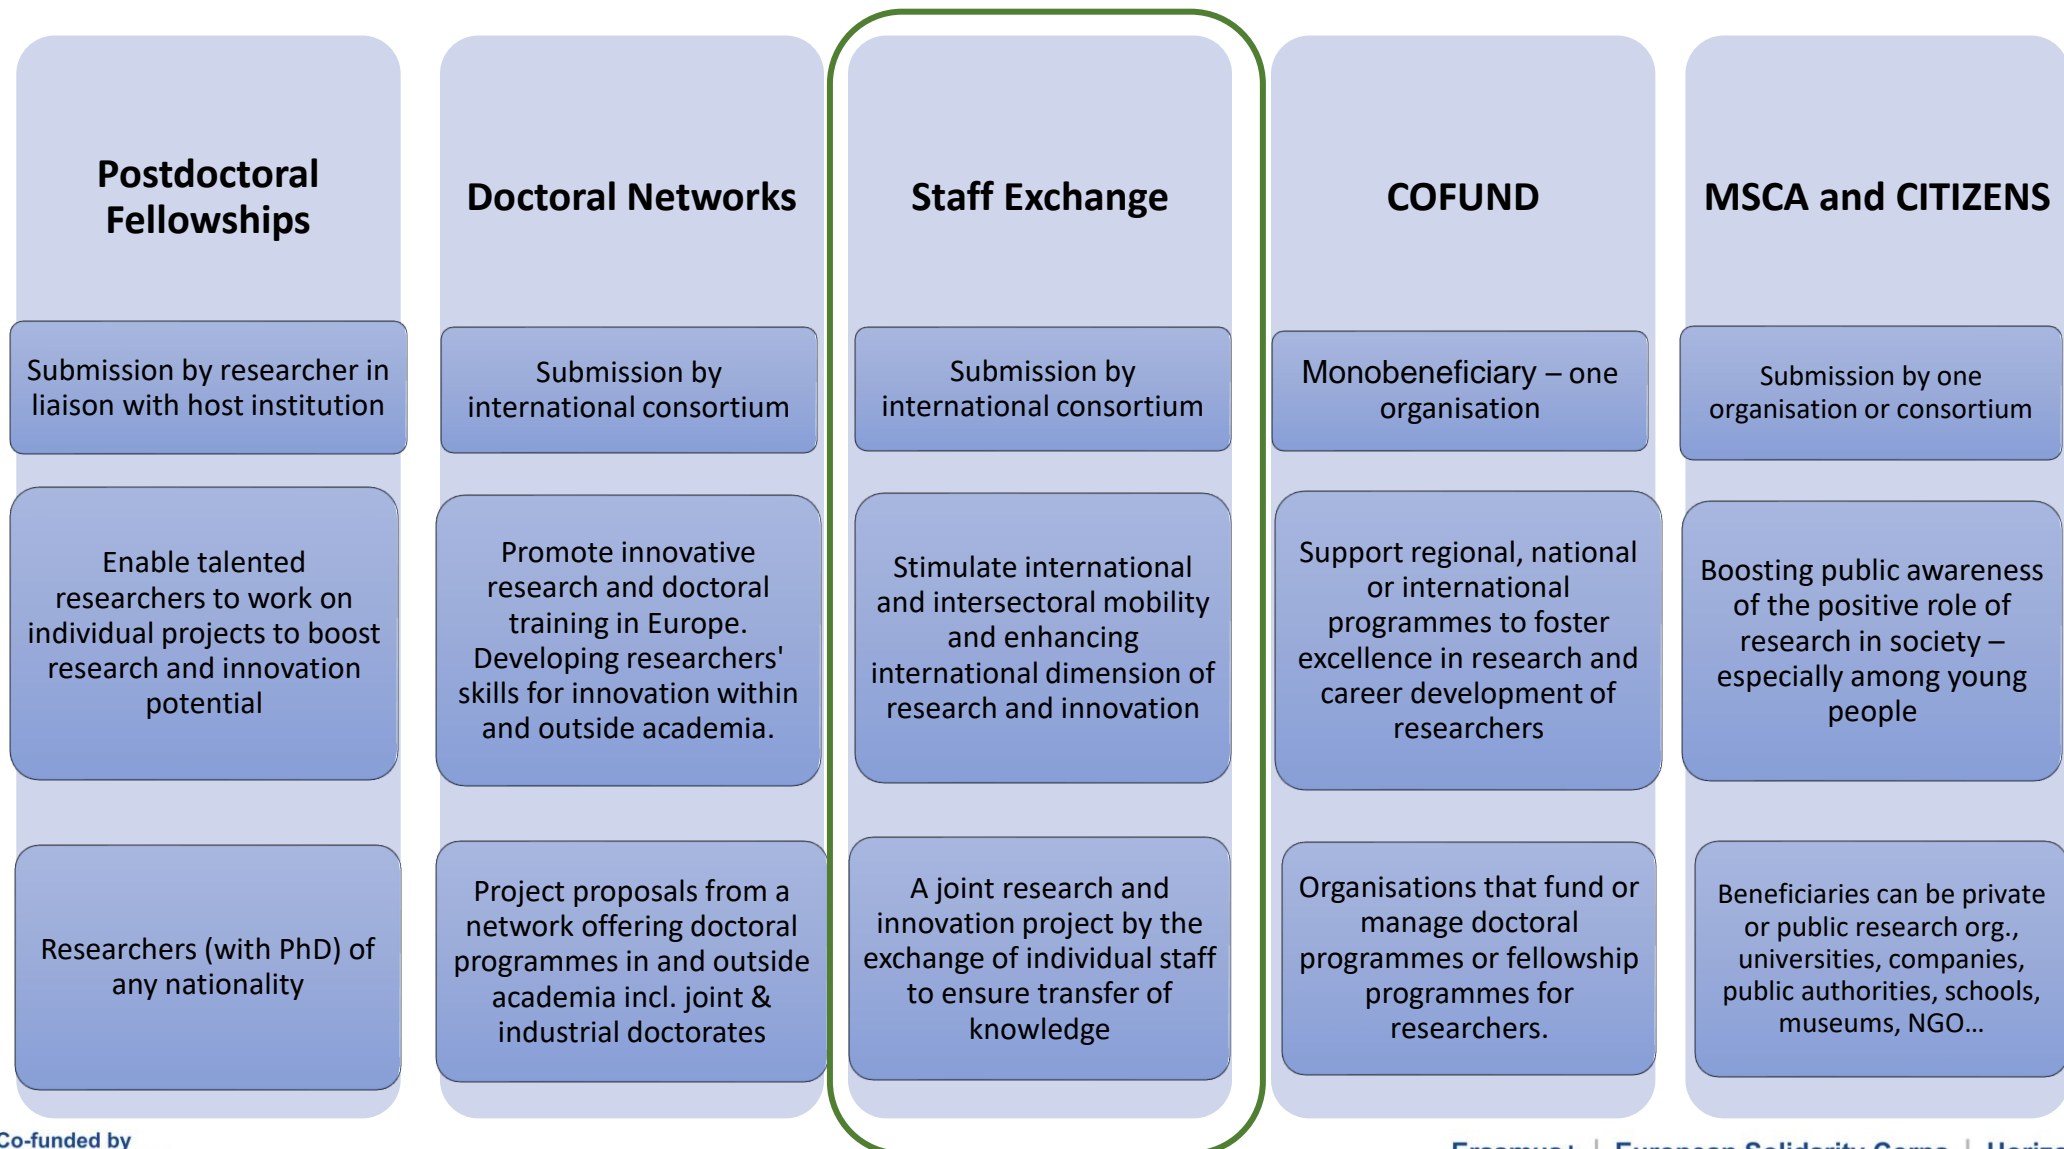 Postdoctoral
Fellowships
Submission by researcher in
liaison with host institution
Enable talented
researchers to work on
individual projects to boost
research and innovation
potential
Researchers (with PhD) of
any nationality
Doctoral Networks
Submission by
international consortium
Promote innovative
research and doctoral
training in Europe.
Developing researchers'
skills for innovation within
and outside academia.
Project proposals from a
network offering doctoral
programmes in and outside
academia incl. joint &
industrial doctorates
Staff Exchange
Submission by
international consortium
Stimulate international
and intersectoral mobility
and enhancing
international dimension of
research and innovation
A joint research and
innovation project by the
exchange of individual staff
to ensure transfer of
knowledge
COFUND
Monobeneficiary – one
organisation
Support regional, national
or international
programmes to foster
excellence in research and
career development of
researchers
Organisations that fund or
manage doctoral
programmes or fellowship
programmes for
researchers.
MSCA and CITIZENS
Submission by one
organisation or consortium
Boosting public awareness
of the positive role of
research in society –
especially among young
people
Beneficiaries can be private
or public research org.,
universities, companies,
public authorities, schools,
museums, NGO…
Co-funded by
Erasmus+ | European Solidarity Corps |